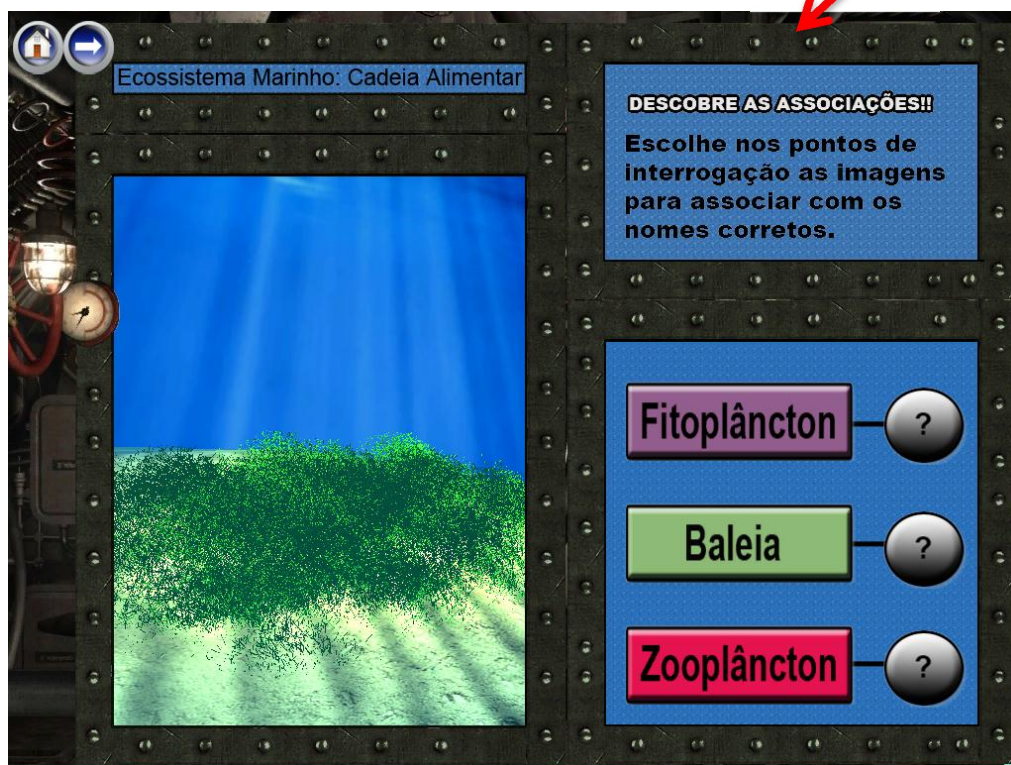 Ecossistema Marinho: Cadeia Alimentar
DESCOBRE AS ASSOCIAÇÕES!!
Escolhe nos pontos de
interrogação as imagens
para associar com os
nomes corretos.
Fitoplâncton
?
Baleia
?
Zooplâncton
?